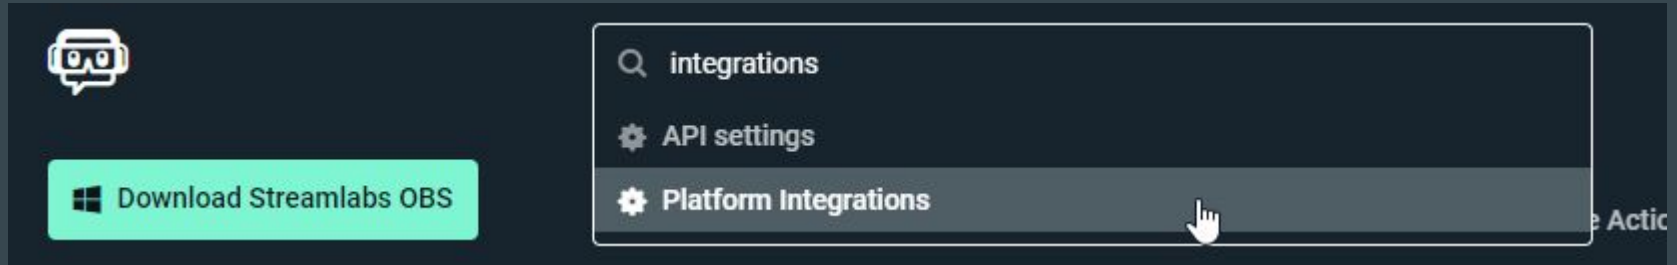 integrations
API settings
Download Streamlabs OBS
Platform Integrations